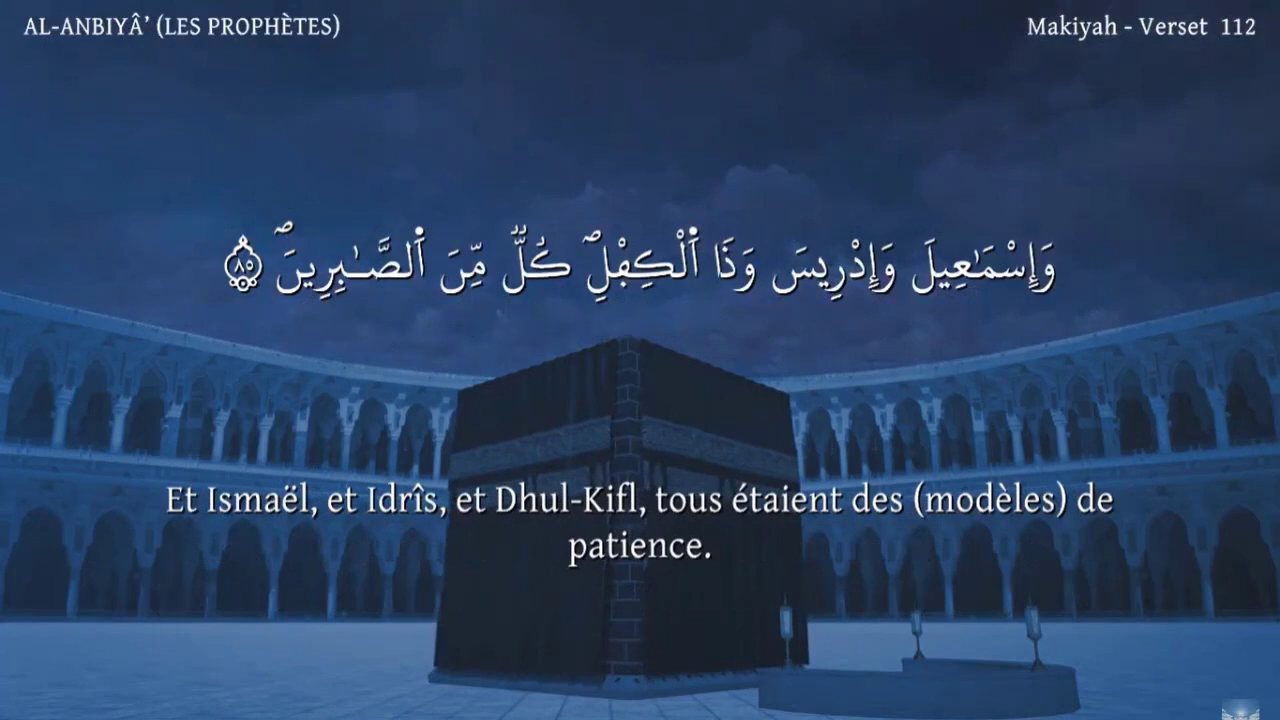 AL-ANBIYÂ’ (LES PROPHÈTES)
Makiyah - Verset 112
وَإِسْمَـٰعِيلَ وَإِدْرِيسَ وَذَا ٱلْكِفْلِۖ كُلٌّۭ مِّنَ ٱلصَّـٰبِرِينَۖ ٨٥
Et Ismaël, et Idrîs, et Dhul-Kifl, tous étaient des (modèles) de
patience.